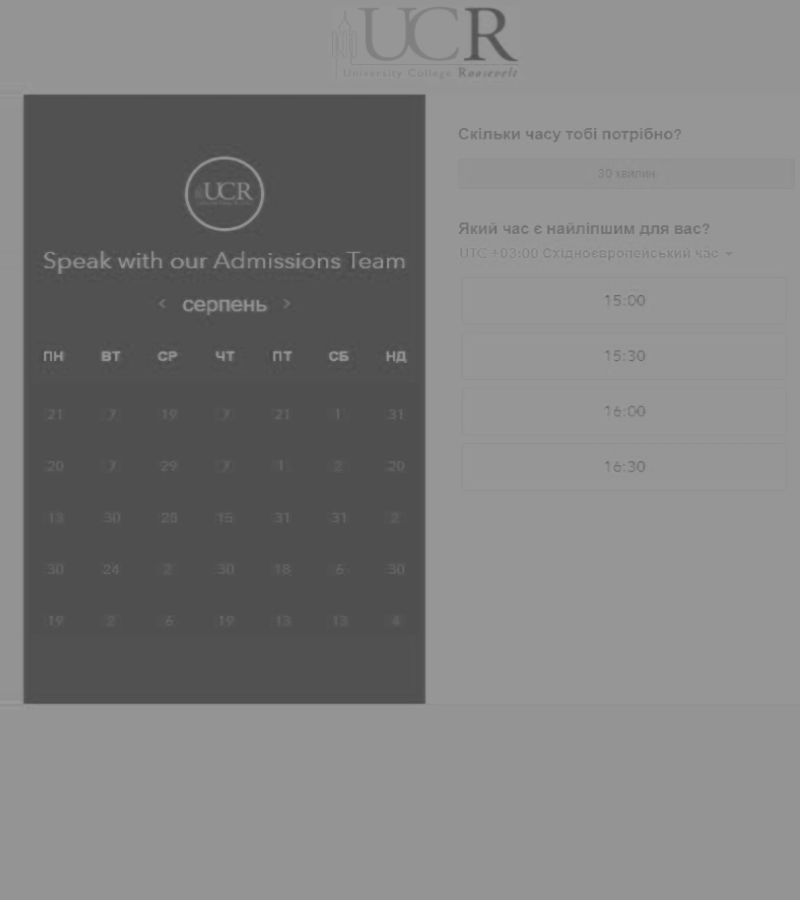 UCR
University College Roosevelt
UCR
Speak with our Admissions Team
< серпень >
ПН ВТ СР ЧТ ПТ СБ НД
21 7 19 7 21 1 31
20 7 29 7 1 2 20
13 30 15 31 31 2
30 24 2 30 18 6 30
19 2 6 19 13 13 4
Скільки часу тобі потрібно?
30 хвилин
Який час є найліпшим для вас?
UTC +03:00 Східноєвропейський час
15:00
15:30
16:00
16:30